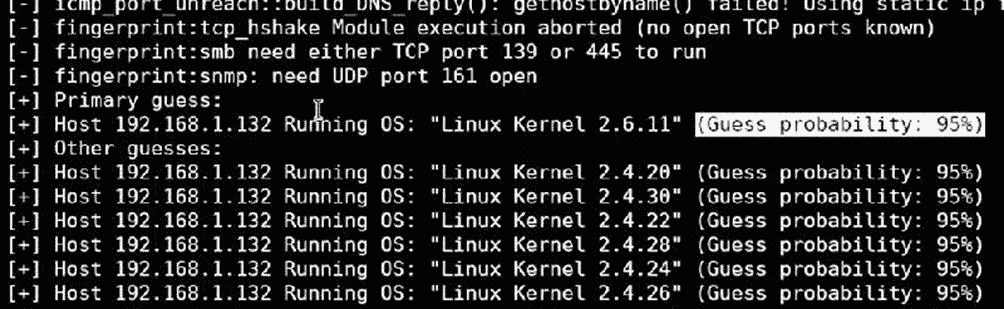 [-] icmp_port_unreach::build_DNS_reply(): gethostbyname() failed! Using static ip
[-] fingerprint:tcp_hshake Module execution aborted (no open TCP ports known)
[-] fingerprint:smb need either TCP port 139 or 445 to run
[-] fingerprint:snmp: need UDP port 161 open
[+] Primary guess:
[+] Host 192.168.1.132 Running OS: "Linux Kernel 2.6.11" (Guess probability: 95%)
[+] Other guesses:
[+] Host 192.168.1.132 Running OS: "Linux Kernel 2.4.20" (Guess probability: 95%)
[+] Host 192.168.1.132 Running OS: "Linux Kernel 2.4.30" (Guess probability: 95%)
[+] Host 192.168.1.132 Running OS: "Linux Kernel 2.4.22" (Guess probability: 95%)
[+] Host 192.168.1.132 Running OS: "Linux Kernel 2.4.28" (Guess probability: 95%)
[+] Host 192.168.1.132 Running OS: "Linux Kernel 2.4.24" (Guess probability: 95%)
[+] Host 192.168.1.132 Running OS: "Linux Kernel 2.4.26" (Guess probability: 95%)